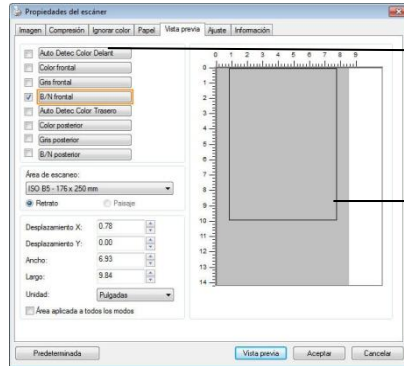 Propiedades del escáner
Imagen Compresión Ignorar color Papel Vista previa Ajuste Información
Auto Detec Color Delant
Color frontal
Gris frontal
B/N frontal
Auto Detec Color Trasero
Color posterior
Gris posterior
B/N posterior
Área de escaneo:
ISO B5 - 176 x 250 mm
Retrato Paisaje
Desplazamiento X: 0.78
Desplazamiento Y: 0.00
Ancho: 6.93
Largo: 9.84
Unidad: Pulgadas
Área aplicada a todos los modos
0 1 2 3 4 5 6 7 8 9
0
1
2
3
4
5
6
7
8
9
10
11
12
13
14
Predeterminada Vista previa Aceptar Cancelar